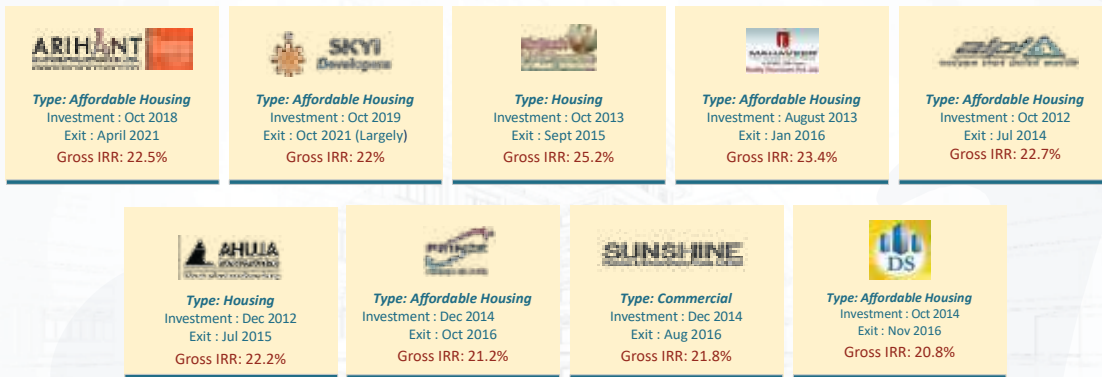 ARIHANT
Type: Affordable Housing
Investment : Oct 2018
Exit : April 2021
Gross IRR: 22.5%
SKYi
Developers
Type: Affordable Housing
Investment : Oct 2019
Exit : Oct 2021 (Largely)
Gross IRR: 22%
Type: Housing
Investment : Oct 2013
Exit : Sept 2015
Gross IRR: 25.2%
MAHAVEER
Type: Affordable Housing
Investment : August 2013
Exit : Jan 2016
Gross IRR: 23.4%
Type: Affordable Housing
Investment : Oct 2012
Exit : Jul 2014
Gross IRR: 22.7%
AHUJA
Type: Housing
Investment : Dec 2012
Exit : Jul 2015
Gross IRR: 22.2%
Type: Affordable Housing
Investment : Dec 2014
Exit : Oct 2016
Gross IRR: 21.2%
SUNSHINE
Type: Commercial
Investment : Dec 2014
Exit : Aug 2016
Gross IRR: 21.8%
DS
Type: Affordable Housing
Investment : Oct 2014
Exit : Nov 2016
Gross IRR: 20.8%